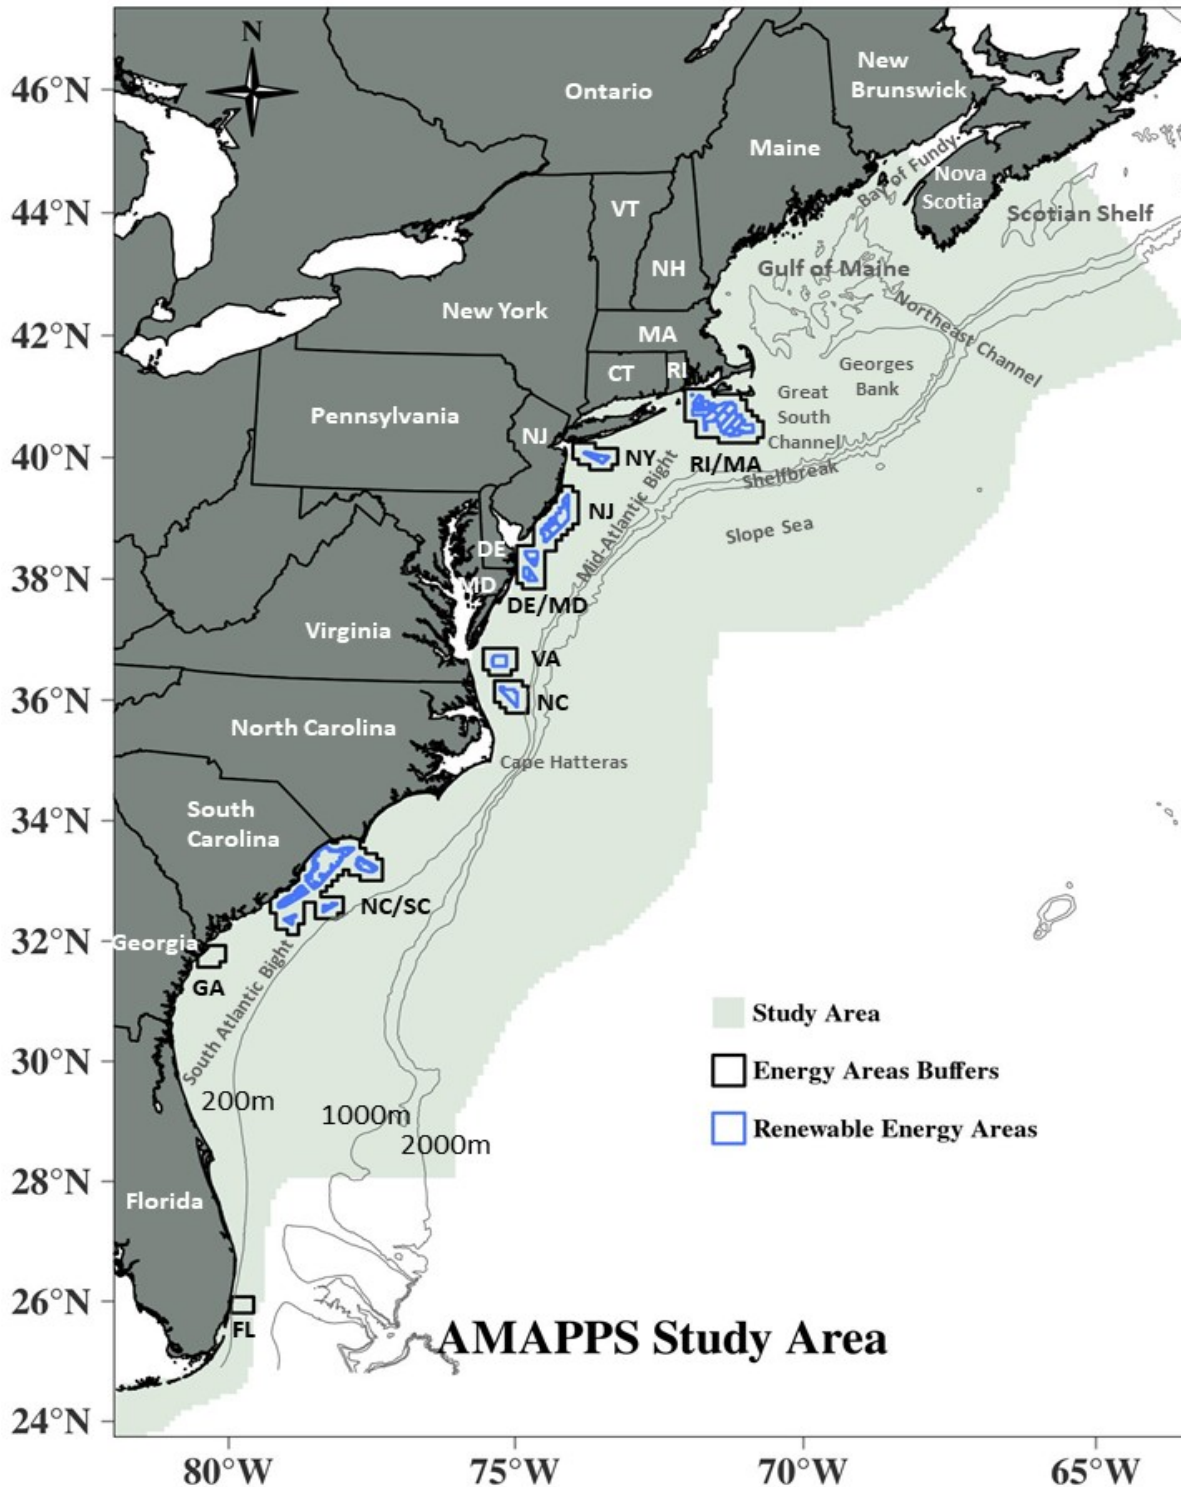 N
46°N
44°N
42°N
40°N
38°N
36°N
34°N
32°N
30°N
28°N
26°N
24°N
80°W
75°W
70°W
65°W
Ontario
New
Brunswick
Maine
Bay of Fundy
Nova
Scotia
Scotian Shelf
VT
NH
Gulf of Maine
New York
MA
Northeast Channel
CT
RI
Georges
Bank
Great
South
Channel
Pennsylvania
NJ
NY
RI/MA
Shelfbreak
Mid-Atlantic Bight
NJ
Slope Sea
DE
MD
DE/MD
Virginia
VA
NC
North Carolina
Cape Hatteras
South
Carolina
NC/SC
Georgia
GA
South Atlantic Bight
200m
1000m
2000m
Florida
FL
Study Area
Energy Areas Buffers
Renewable Energy Areas
AMAPPS Study Area